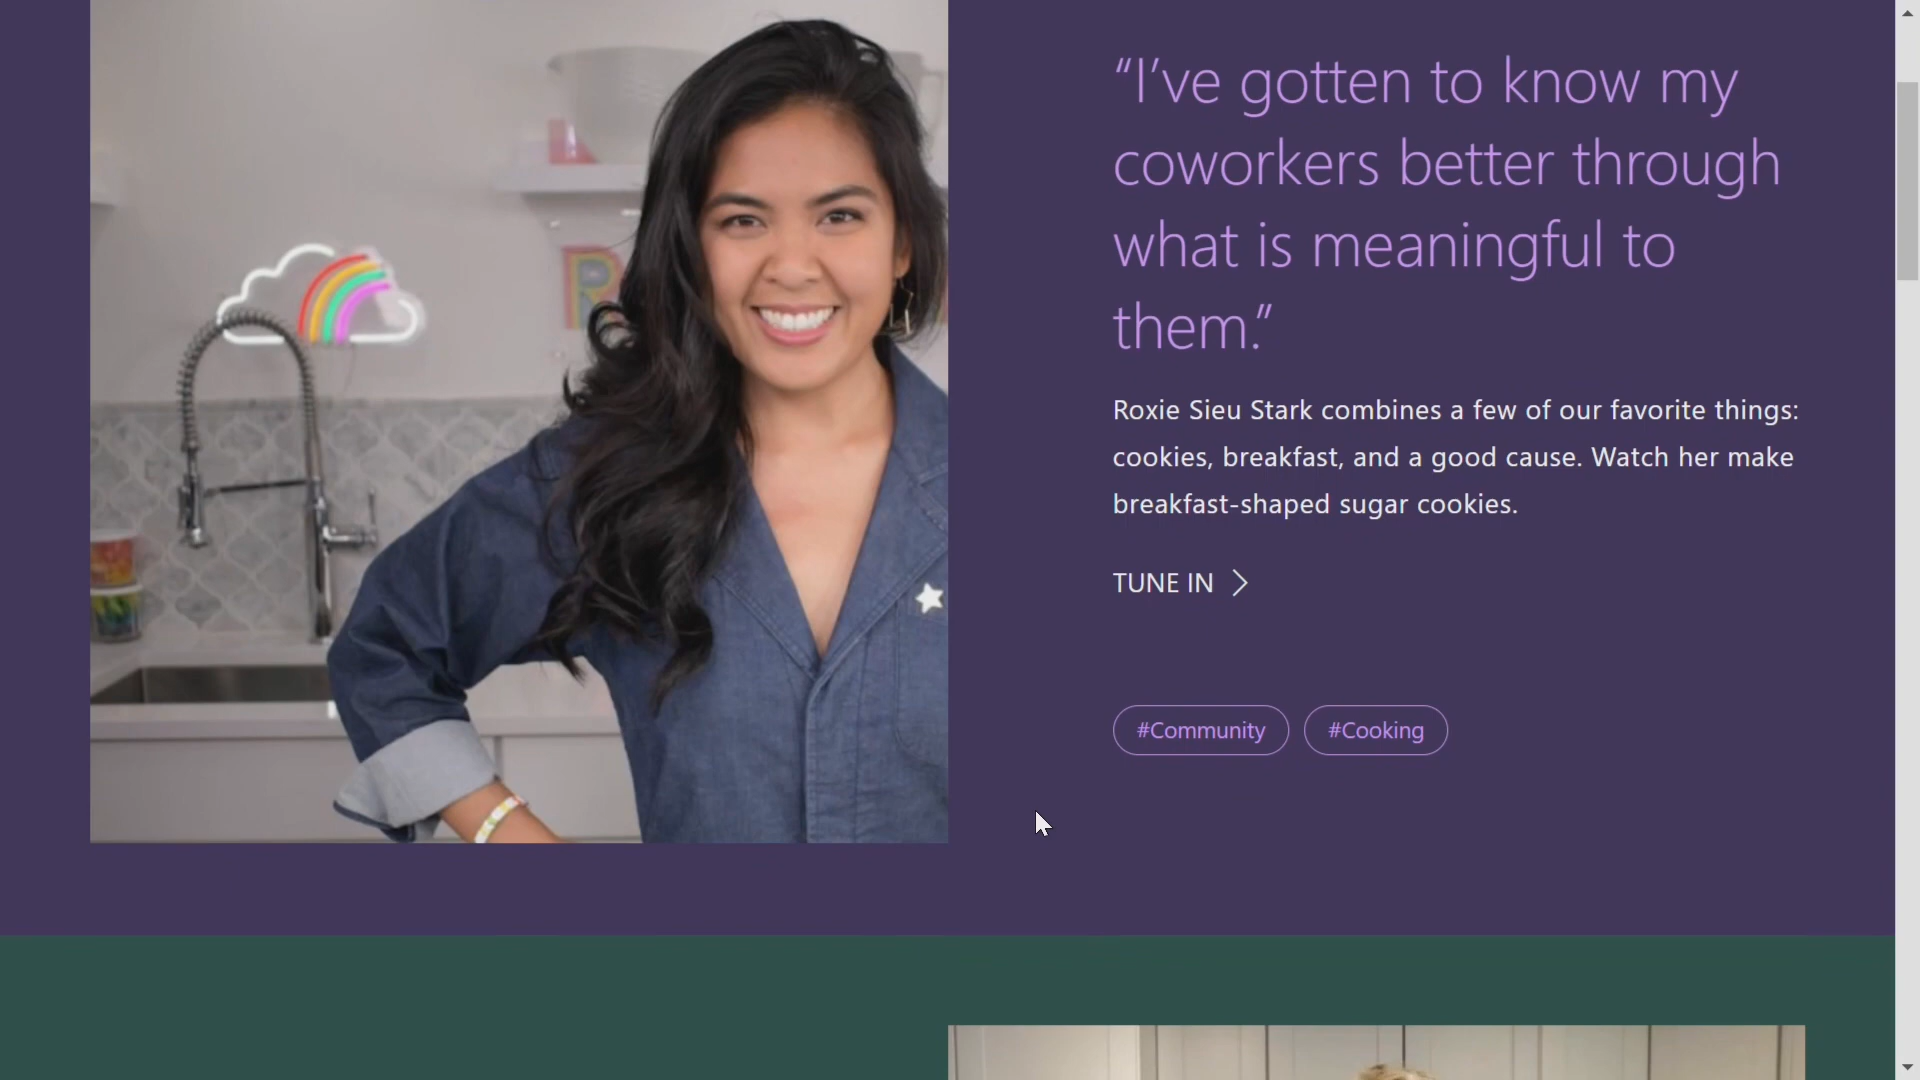 “I’ve gotten to know my
coworkers better through
what is meaningful to
them.”
Roxie Sieu Stark combines a few of our favorite things:
cookies, breakfast, and a good cause. Watch her make
breakfast-shaped sugar cookies.
TUNE IN
#Community
#Cooking
R